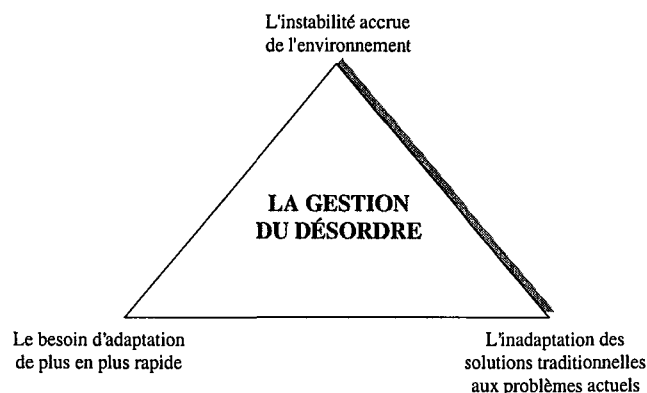 L'instabilité accrue
de l'environnement
LA GESTION
DU DÉSORDRE
Le besoin d'adaptation
de plus en plus rapide
L'inadaptation des
solutions traditionnelles
aux problèmes actuels